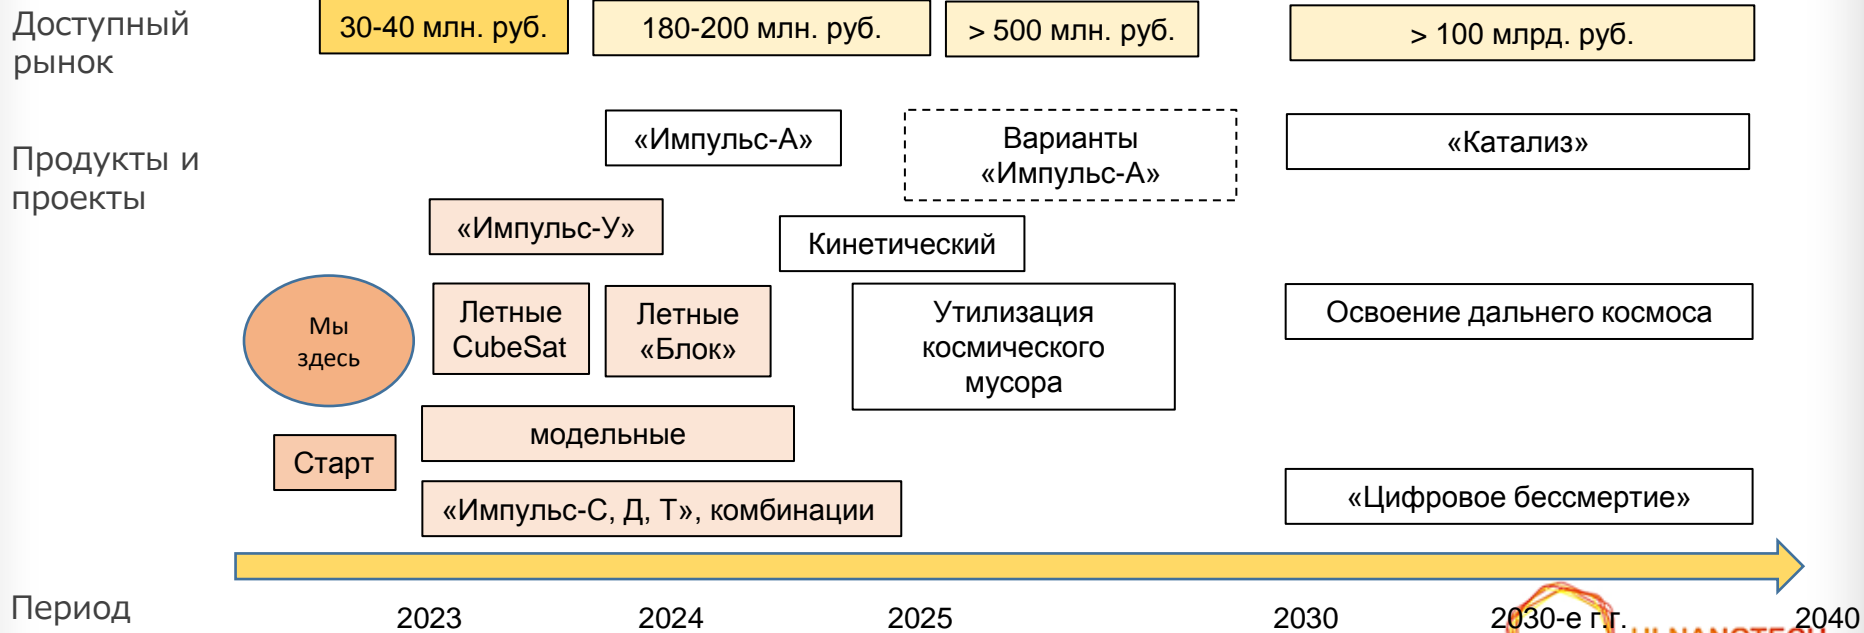 Доступный
рынок
30-40 млн. руб.
180-200 млн. руб.
> 500 млн. руб.
> 100 млрд. руб.
Продукты и
проекты
«Импульс-А»
Варианты
«Импульс-А»
«Катализ»
«Импульс-У»
Кинетический
Мы
здесь
Летные
CubeSat
Летные
«Блок»
Утилизация
космического
мусора
Освоение дальнего космоса
модельные
Старт
«Импульс-С, Д, Т», комбинации
«Цифровое бессмертие»
Период
2023
2024
2025
2030
2030-е г.г.
2040